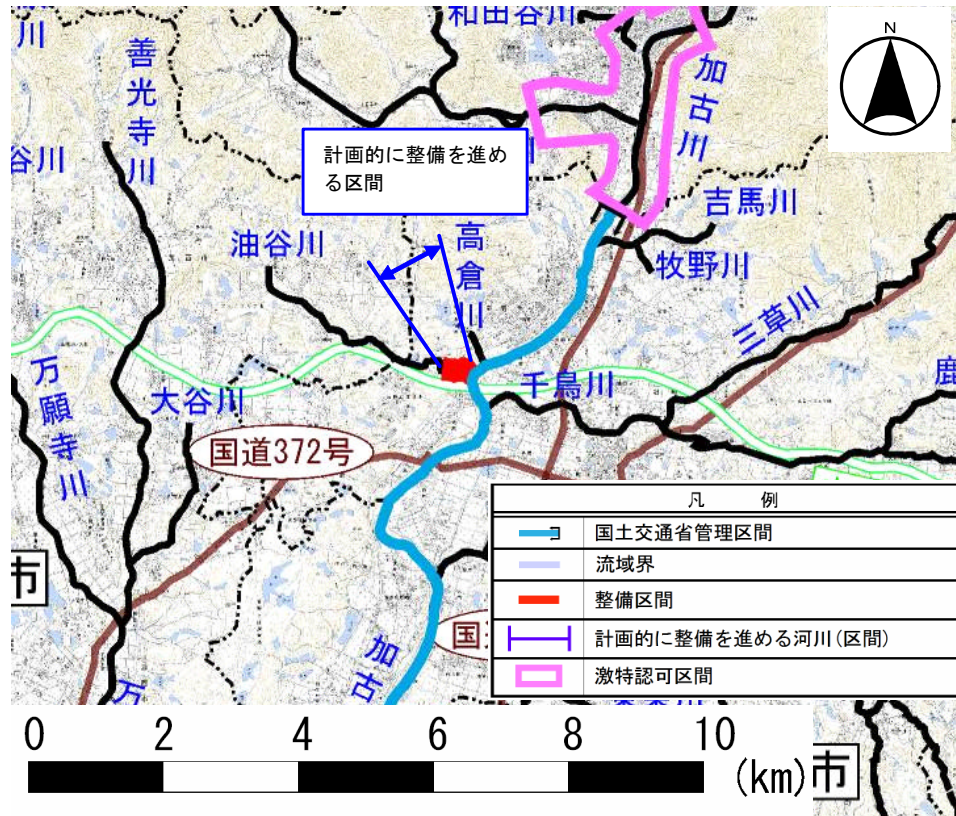 和田谷川
川
善光寺川
加古川
N
計画的に整備を進め
る区間
川
谷川
吉馬川
油谷川
高倉川
牧野川
三草川
万願寺川
大谷川
千鳥川
鹿
国道372号
凡 例
国土交通省管理区間
流域界
整備区間
計画的に整備を進める河川(区間)
激特認可区間
市
国
加古
万
0 2 4 6 8 10
(km)
市